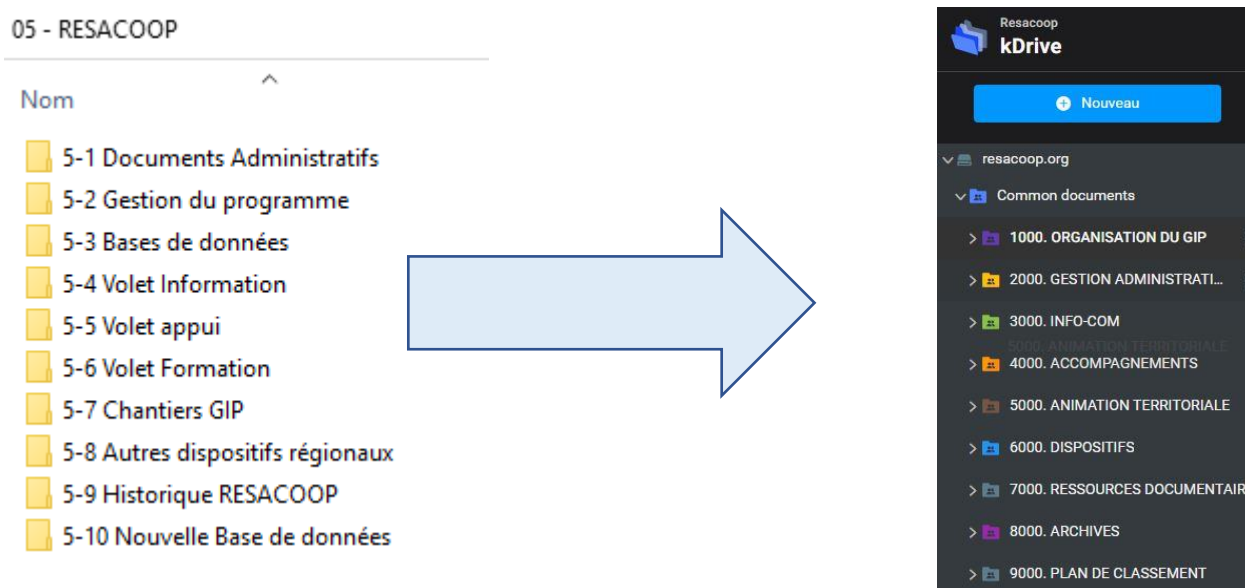 05 - RESACOOP
Nom
5-1 Documents Administratifs
5-2 Gestion du programme
5-3 Bases de données
5-4 Volet Information
5-5 Volet appui
5-6 Volet Formation
5-7 Chantiers GIP
5-8 Autres dispositifs régionaux
5-9 Historique RESACOOP
5-10 Nouvelle Base de données
Resacoop
kDrive
Nouveau
resacoop.org
Common documents
1000. ORGANISATION DU GIP
2000. GESTION ADMINISTRATI...
3000. INFO-COM
5000. ANIMATION TERRITORIALE
4000. ACCOMPAGNEMENTS
5000. ANIMATION TERRITORIALE
6000. DISPOSITIFS
7000. RESSOURCES DOCUMENTAIR
8000. ARCHIVES
9000. PLAN DE CLASSEMENT